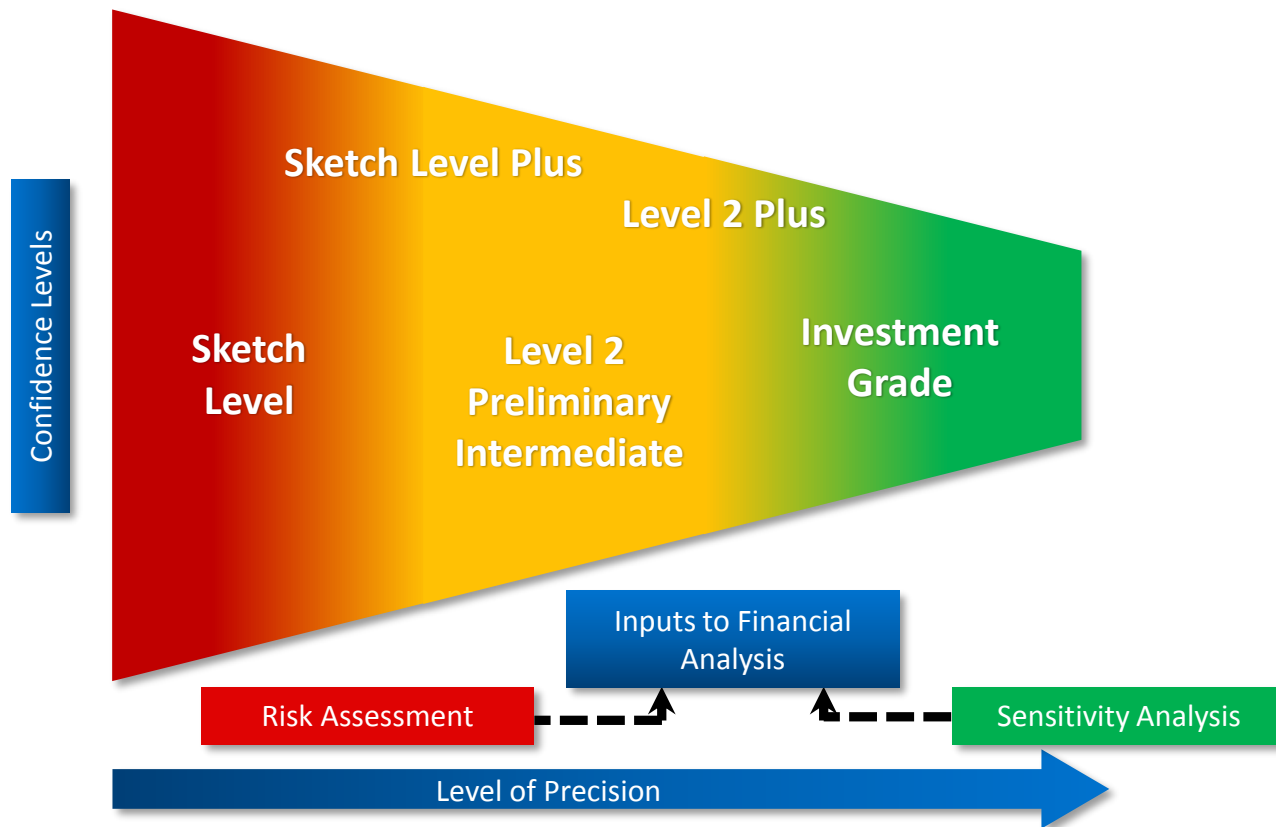 Sketch Level Plus
Level 2 Plus
Confidence Levels
Sketch
Level
Level 2
Preliminary
Intermediate
Investment
Grade
Inputs to Financial
Analysis
Risk Assessment
Sensitivity Analysis
Level of Precision